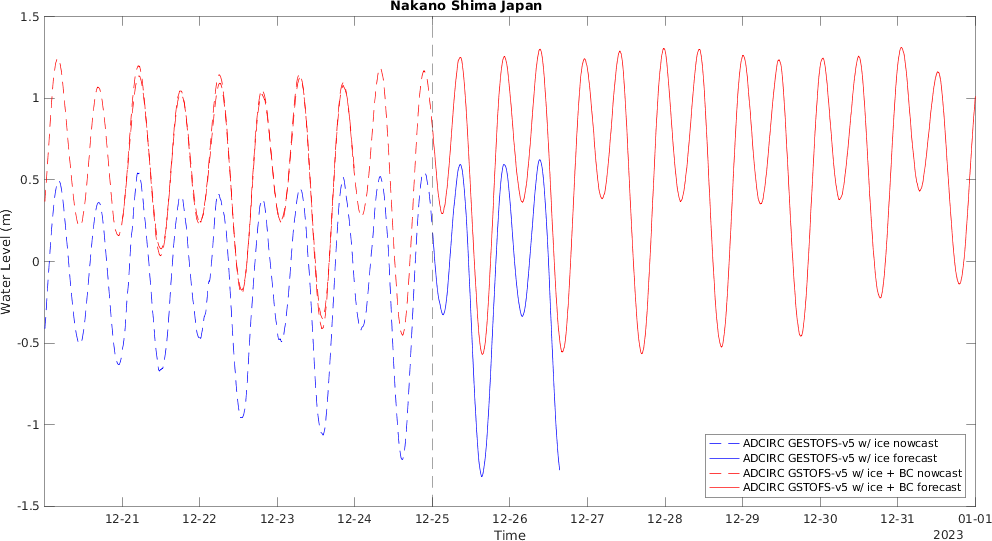 Nakano Shima Japan
1.5
1
0.5
0
-0.5
-1
-1.5
Water Level (m)
ADCIRC GESTOFS-v5 w/ ice nowcast
ADCIRC GESTOFS-v5 w/ ice forecast
ADCIRC GSTOFS-v5 w/ ice + BC nowcast
ADCIRC GSTOFS-v5 w/ ice + BC forecast
12-21 12-22 12-23 12-24 12-25 12-26 12-27 12-28 12-29 12-30 12-31 01-01
Time
2023